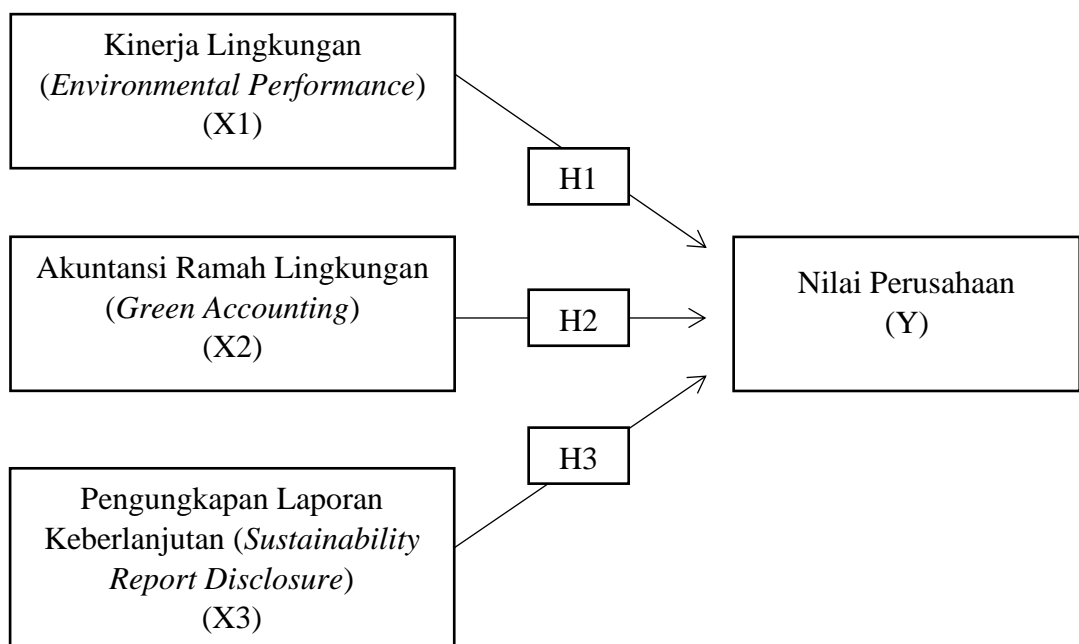 Kinerja Lingkungan
(Environmental Performance)
(X1)
H1
Akuntansi Ramah Lingkungan
(Green Accounting)
(X2)
H2
Nilai Perusahaan
(Y)
H3
Pengungkapan Laporan
Keberlanjutan (Sustainability
Report Disclosure)
(X3)